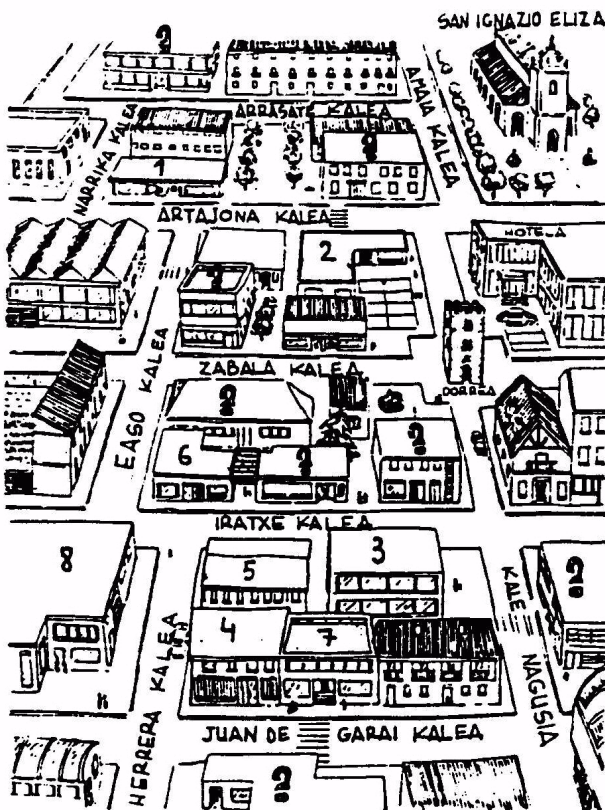 SAN IGNAZIO ELIZA
AMAIA KALEA
ARRASATE KALEA
NARRIKA KALEA
1
ARTAJONA KALEA
HOTELA
2
EASO KALEA
ZABALA KALEA
DORREA
6
IRATXE KALEA
8
5
3
KALE NAGUSIA
4
7
HERRERA KALEA
JUAN DE GARAI KALEA